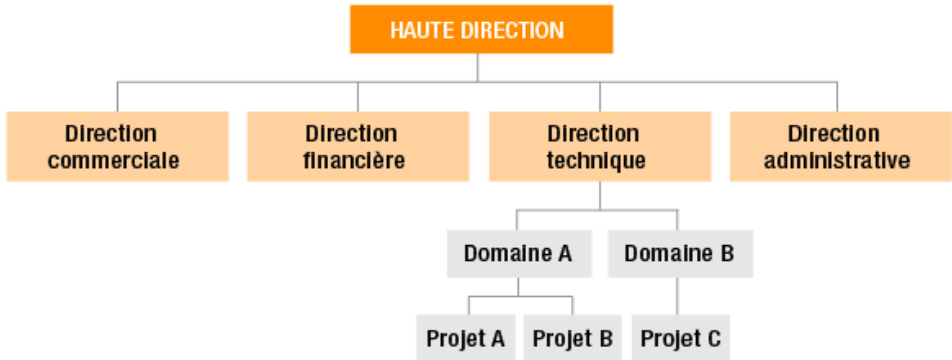 HAUTE DIRECTION
Direction
commerciale
Direction
financière
Direction
technique
Direction
administrative
Domaine A
Domaine B
Projet A
Projet B
Projet C